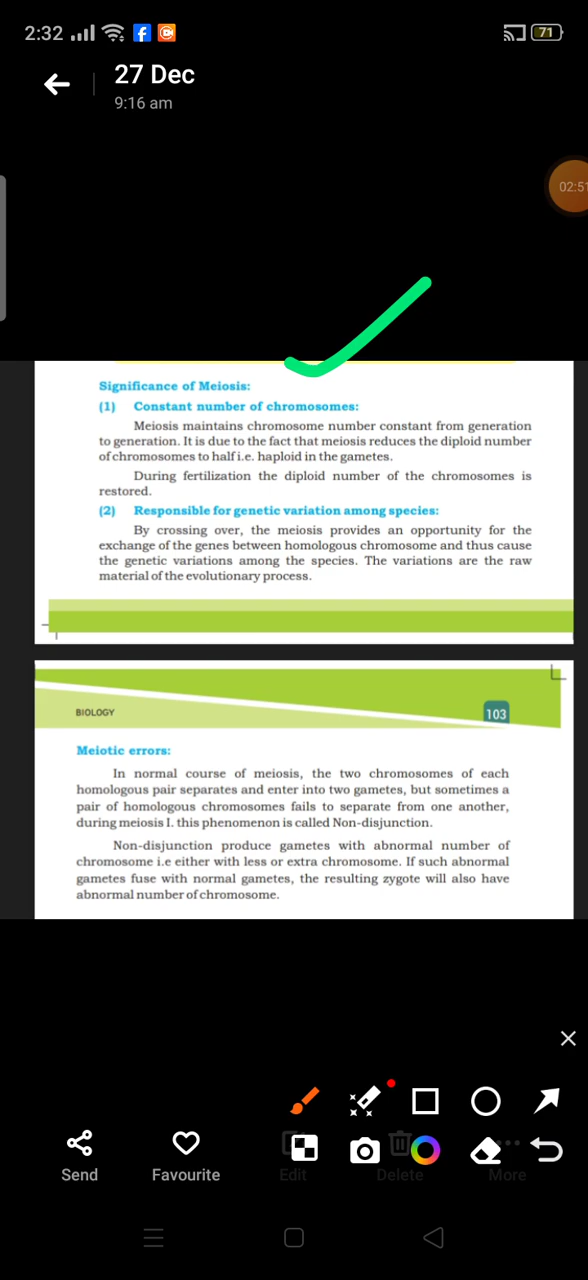 2:32
71
27 Dec
9:16 am
02:51
Significance of Meiosis:
(1) Constant number of chromosomes:
Meiosis maintains chromosome number constant from generation
to generation. It is due to the fact that meiosis reduces the diploid number
of chromosomes to half i.e. haploid in the gametes.
During fertilization the diploid number of the chromosomes is
restored.
(2) Responsible for genetic variation among species:
By crossing over, the meiosis provides an opportunity for the
exchange of the genes between homologous chromosome and thus cause
the genetic variations among the species. The variations are the raw
material of the evolutionary process.
BIOLOGY
103
Meiotic errors:
In normal course of meiosis, the two chromosomes of each
homologous pair separates and enter into two gametes, but sometimes a
pair of homologous chromosomes fails to separate from one another,
during meiosis I. this phenomenon is called Non-disjunction.
Non-disjunction produce gametes with abnormal number of
chromosome i.e either with less or extra chromosome. If such abnormal
gametes fuse with normal gametes, the resulting zygote will also have
abnormal number of chromosome.
Send
Favourite
Edit
Delete
More